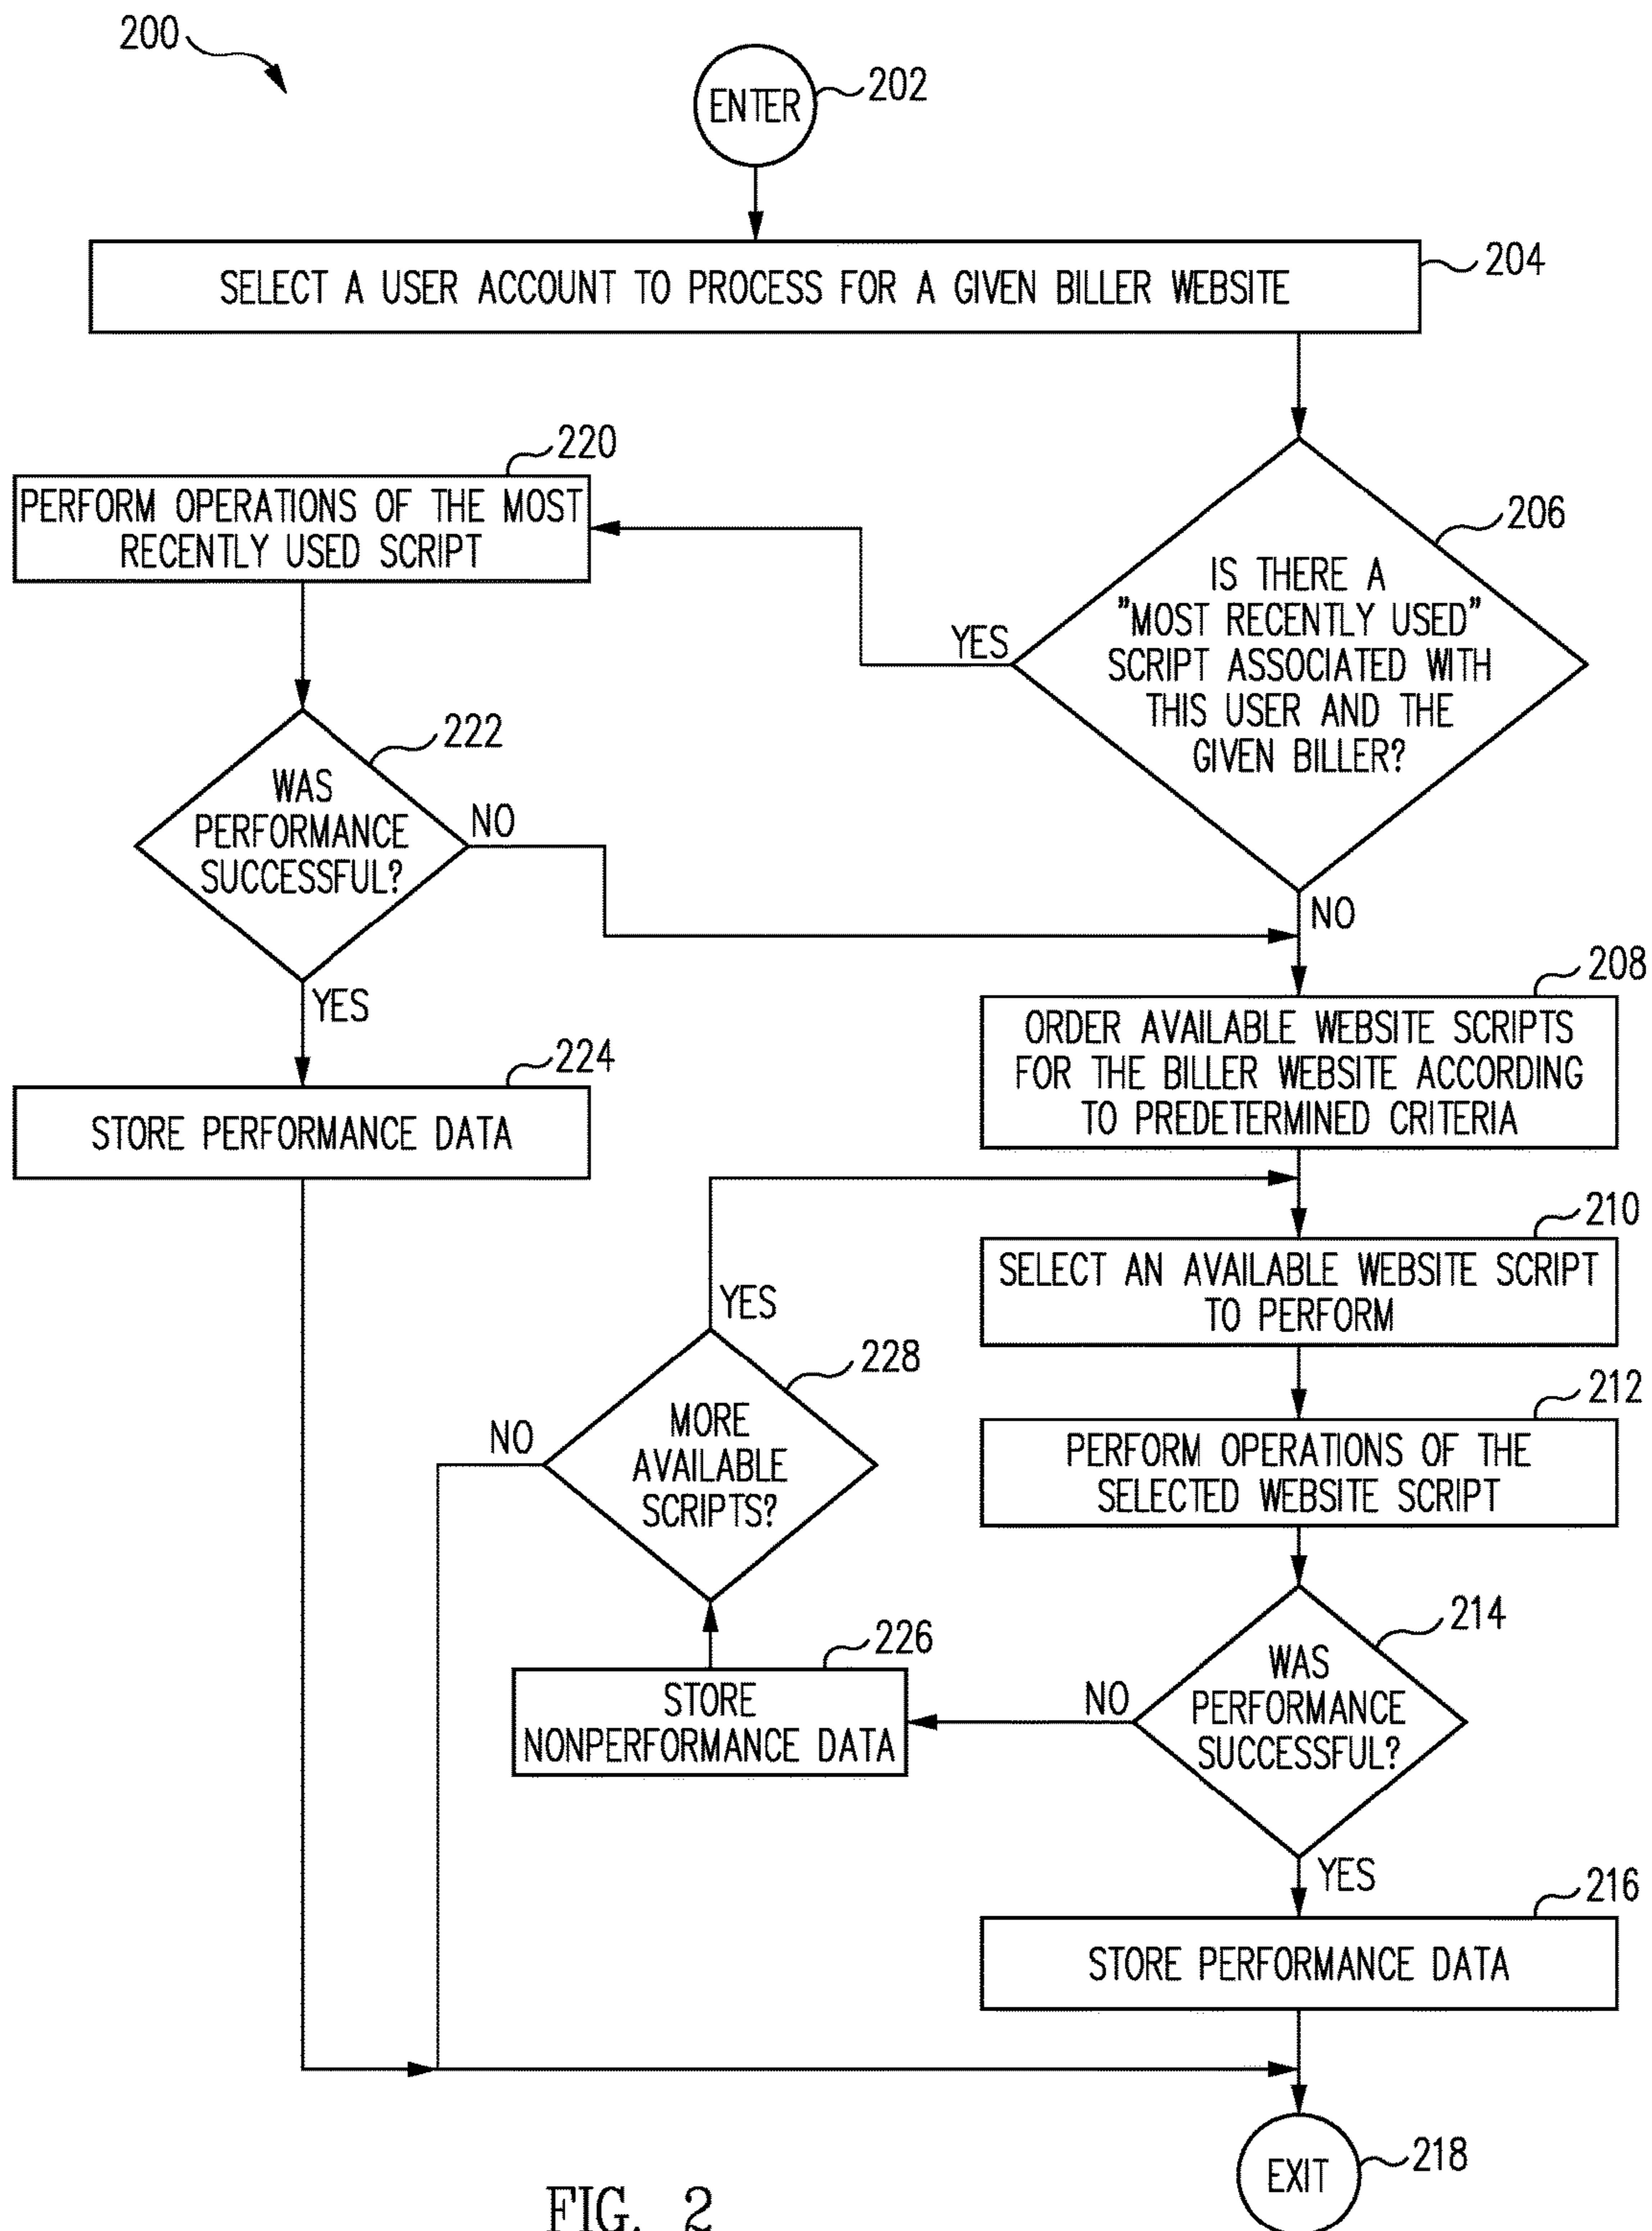 200
ENTER
202
SELECT A USER ACCOUNT TO PROCESS FOR A GIVEN BILLER WEBSITE
204
220
PERFORM OPERATIONS OF THE MOST
RECENTLY USED SCRIPT
206
IS THERE A
"MOST RECENTLY USED"
SCRIPT ASSOCIATED WITH
THIS USER AND THE
GIVEN BILLER?
YES
NO
222
WAS
PERFORMANCE
SUCCESSFUL?
NO
YES
208
ORDER AVAILABLE WEBSITE SCRIPTS
FOR THE BILLER WEBSITE ACCORDING
TO PREDETERMINED CRITERIA
224
STORE PERFORMANCE DATA
210
SELECT AN AVAILABLE WEBSITE SCRIPT
TO PERFORM
YES
228
MORE
AVAILABLE
SCRIPTS?
NO
212
PERFORM OPERATIONS OF THE
SELECTED WEBSITE SCRIPT
214
WAS
PERFORMANCE
SUCCESSFUL?
NO
YES
226
STORE
NONPERFORMANCE DATA
216
STORE PERFORMANCE DATA
EXIT
218
FIG. 2